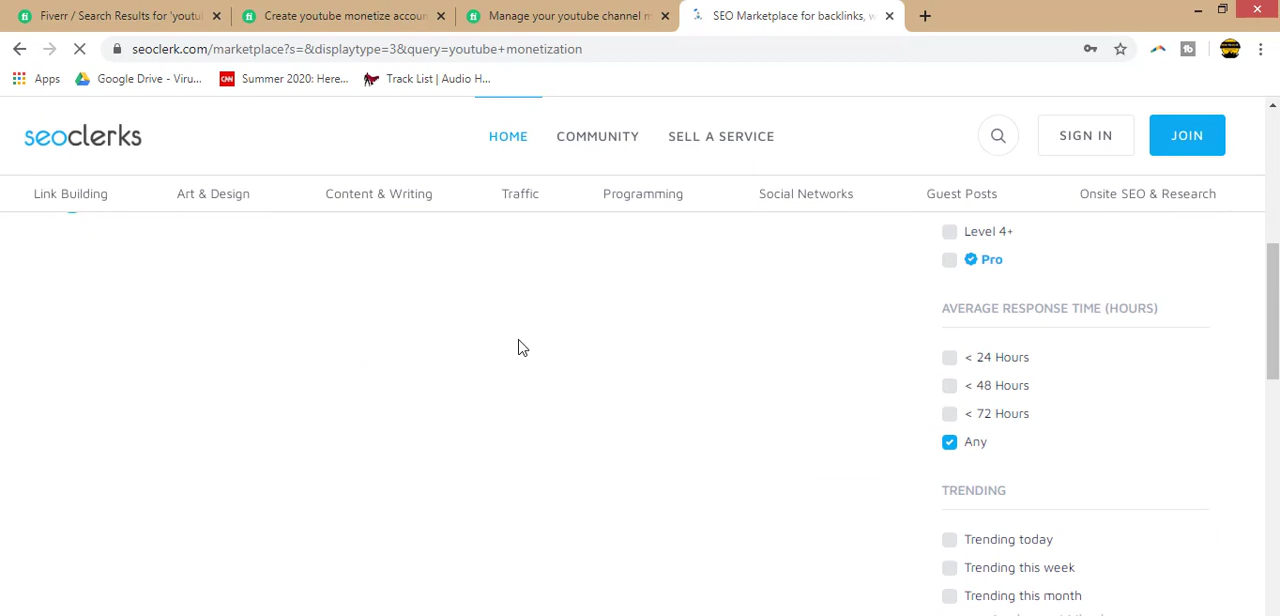 Fiverr / Search Results for 'youtu
Create youtube monetize accoun
Manage your youtube channel m
SEO Marketplace for backlinks, w
seoclerk.com/marketplace?s=&displaytype=3&query=youtube+monetization
Apps
Google Drive - Viru...
CNN Summer 2020: Here...
Track List | Audio H...
seoclerks
HOME
COMMUNITY
SELL A SERVICE
SIGN IN
JOIN
Link Building
Art & Design
Content & Writing
Traffic
Programming
Social Networks
Guest Posts
Onsite SEO & Research
Level 4+
Pro
AVERAGE RESPONSE TIME (HOURS)
< 24 Hours
< 48 Hours
< 72 Hours
Any
TRENDING
Trending today
Trending this week
Trending this month